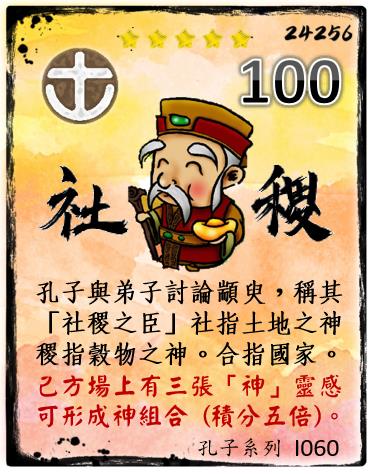 24256
100
社稷
孔子與弟子討論顓臾，稱其
「社稷之臣」社指土地之神
稷指穀物之神。合指國家。
己方場上有三張「神」靈感
可形成神組合（積分五倍）。
孔子系列 I060